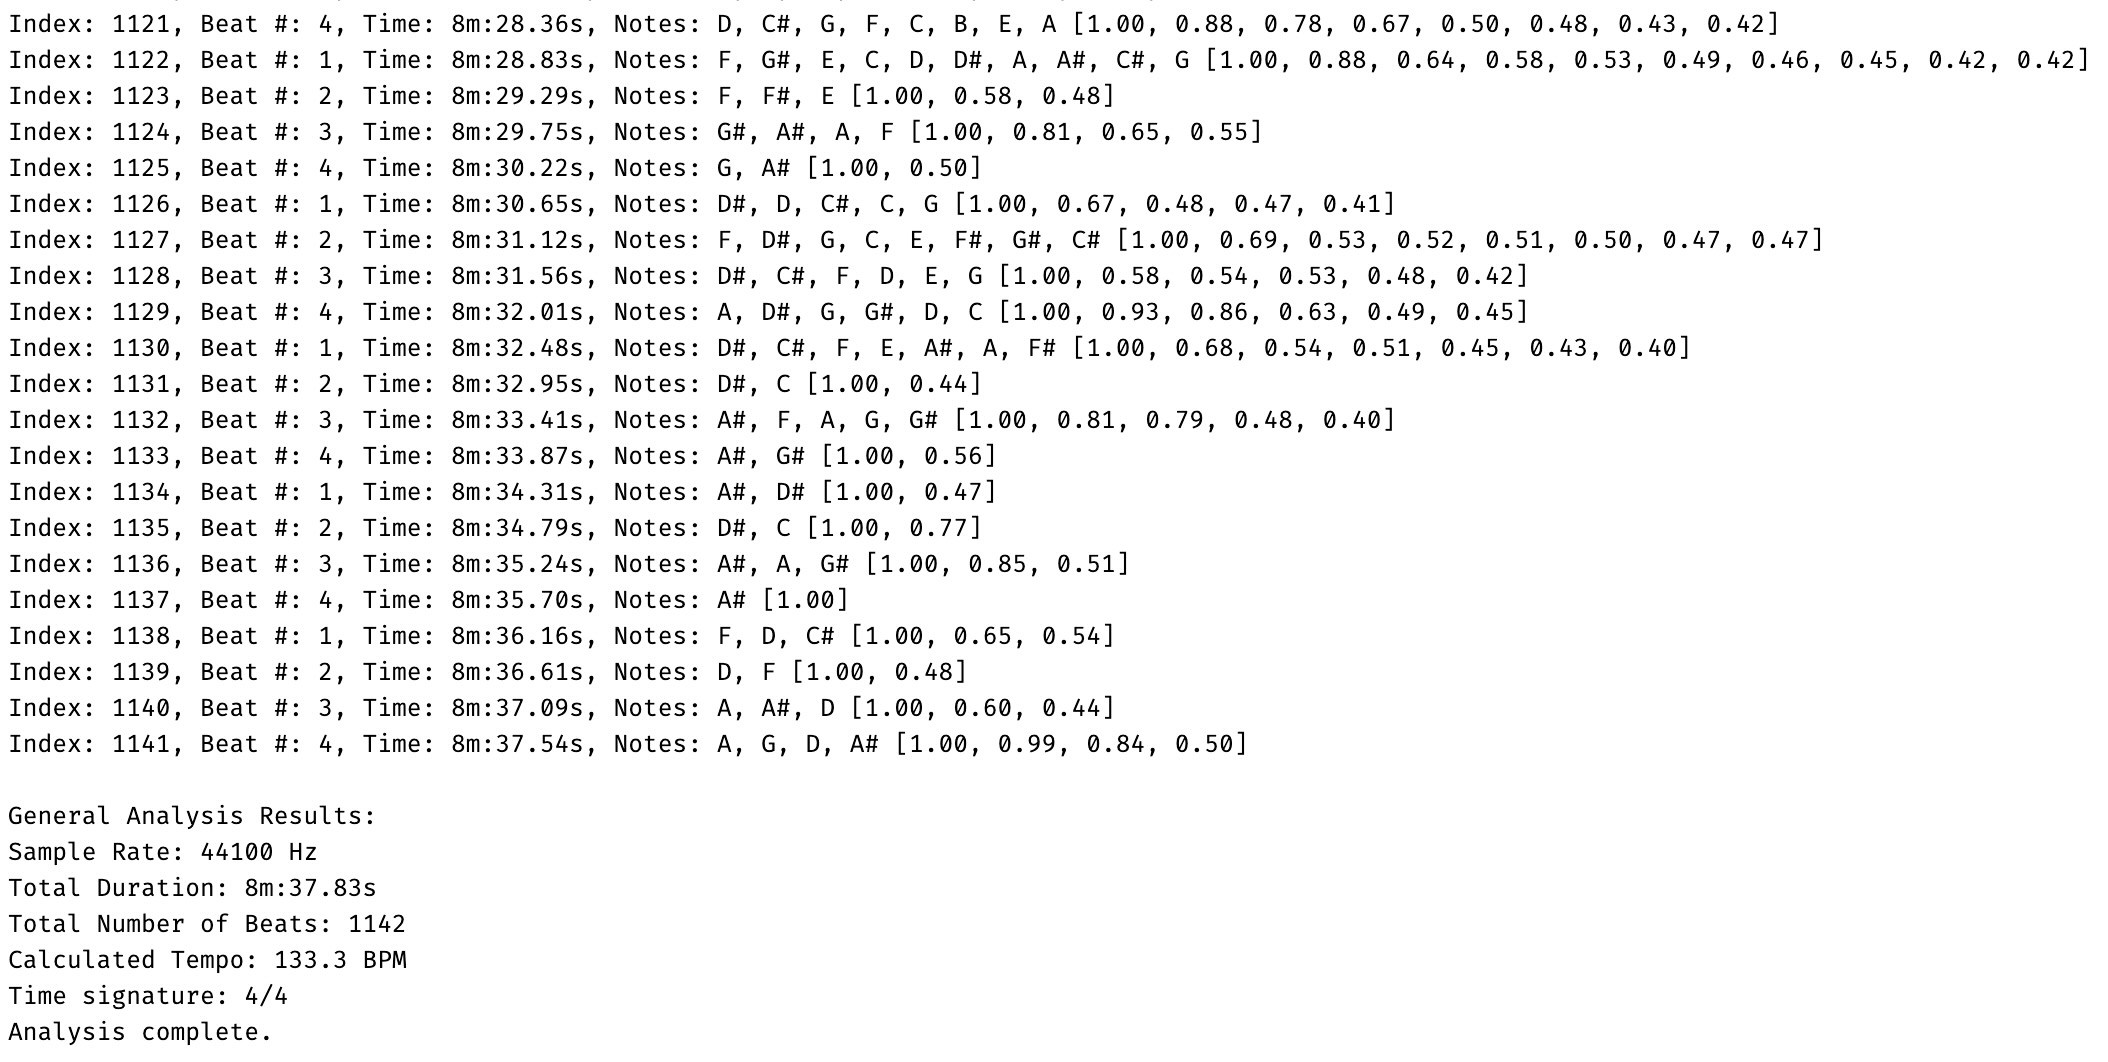 Index: 1121, Beat #: 4, Time: 8m:28.36s, Notes: D, C#, G, F, C, B, E, A [1.00, 0.88, 0.78, 0.67, 0.50, 0.48, 0.43, 0.42]
Index: 1122, Beat #: 1, Time: 8m:28.83s, Notes: F, G#, E, C, D, D#, A, A#, C#, G [1.00, 0.88, 0.64, 0.58, 0.53, 0.49, 0.46, 0.45, 0.42, 0.42]
Index: 1123, Beat #: 2, Time: 8m:29.29s, Notes: F, F#, E [1.00, 0.58, 0.48]
Index: 1124, Beat #: 3, Time: 8m:29.75s, Notes: G#, A#, A, F [1.00, 0.81, 0.65, 0.55]
Index: 1125, Beat #: 4, Time: 8m:30.22s, Notes: G, A# [1.00, 0.50]
Index: 1126, Beat #: 1, Time: 8m:30.65s, Notes: D#, D, C#, C, G [1.00, 0.67, 0.48, 0.47, 0.41]
Index: 1127, Beat #: 2, Time: 8m:31.12s, Notes: F, D#, G, C, E, F#, G#, C# [1.00, 0.69, 0.53, 0.52, 0.51, 0.50, 0.47, 0.47]
Index: 1128, Beat #: 3, Time: 8m:31.56s, Notes: D#, C#, F, D, E, G [1.00, 0.58, 0.54, 0.53, 0.48, 0.42]
Index: 1129, Beat #: 4, Time: 8m:32.01s, Notes: A, D#, G, G#, D, C [1.00, 0.93, 0.86, 0.63, 0.49, 0.45]
Index: 1130, Beat #: 1, Time: 8m:32.48s, Notes: D#, C#, F, E, A#, A, F# [1.00, 0.68, 0.54, 0.51, 0.45, 0.43, 0.40]
Index: 1131, Beat #: 2, Time: 8m:32.95s, Notes: D#, C [1.00, 0.44]
Index: 1132, Beat #: 3, Time: 8m:33.41s, Notes: A#, F, A, G, G# [1.00, 0.81, 0.79, 0.48, 0.40]
Index: 1133, Beat #: 4, Time: 8m:33.87s, Notes: A#, G# [1.00, 0.56]
Index: 1134, Beat #: 1, Time: 8m:34.31s, Notes: A#, D# [1.00, 0.47]
Index: 1135, Beat #: 2, Time: 8m:34.79s, Notes: D#, C [1.00, 0.77]
Index: 1136, Beat #: 3, Time: 8m:35.24s, Notes: A#, A, G# [1.00, 0.85, 0.51]
Index: 1137, Beat #: 4, Time: 8m:35.70s, Notes: A# [1.00]
Index: 1138, Beat #: 1, Time: 8m:36.16s, Notes: F, D, C# [1.00, 0.65, 0.54]
Index: 1139, Beat #: 2, Time: 8m:36.61s, Notes: D, F [1.00, 0.48]
Index: 1140, Beat #: 3, Time: 8m:37.09s, Notes: A, A#, D [1.00, 0.60, 0.44]
Index: 1141, Beat #: 4, Time: 8m:37.54s, Notes: A, G, D, A# [1.00, 0.99, 0.84, 0.50]
General Analysis Results:
Sample Rate: 44100 Hz
Total Duration: 8m:37.83s
Total Number of Beats: 1142
Calculated Tempo: 133.3 BPM
Time signature: 4/4
Analysis complete.